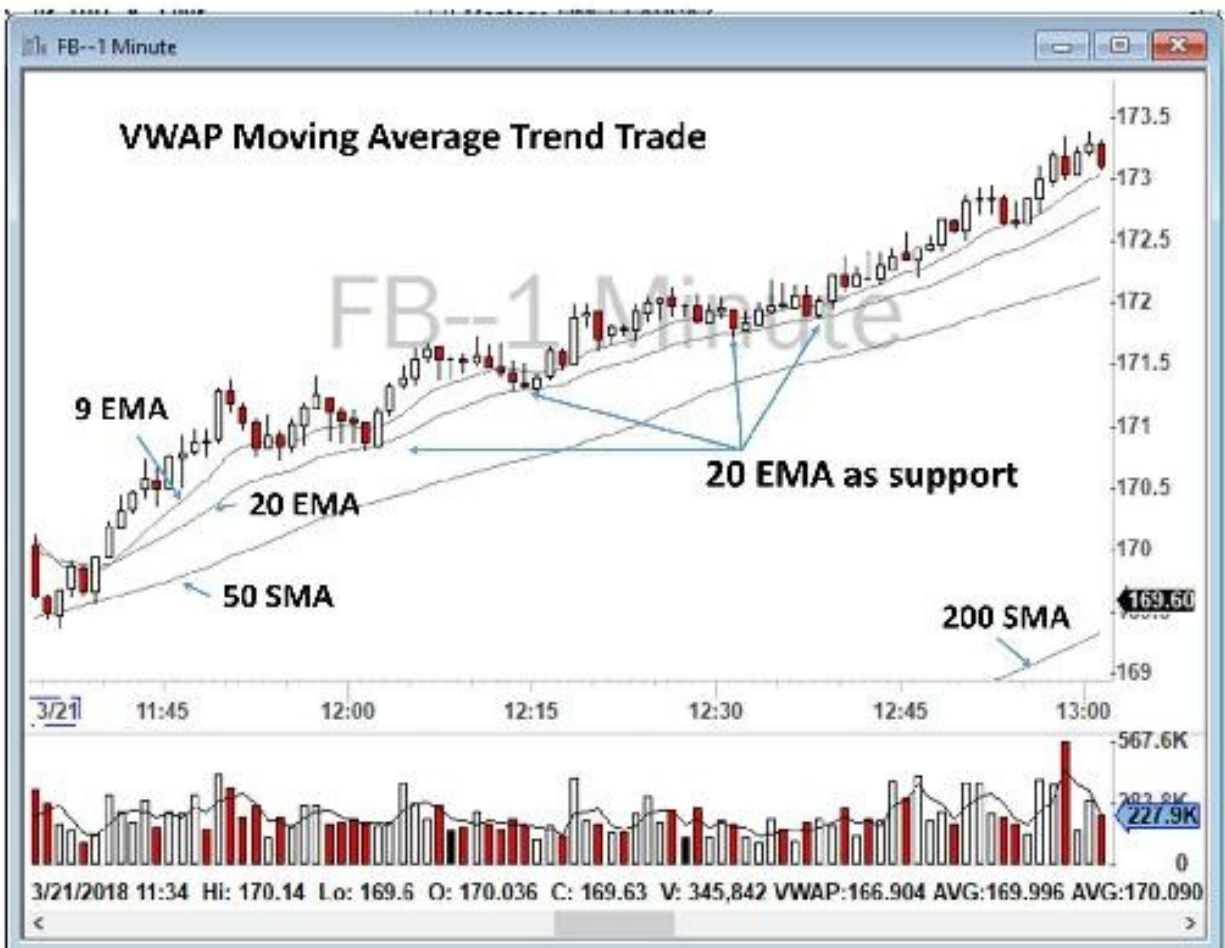 FB--1 Minute
VWAP Moving Average Trend Trade
FB--1 Minute
9 EMA
20 EMA
50 SMA
20 EMA as support
200 SMA
173.5
173
172.5
172
171.5
171
170.5
170
169.60
169
3/21 11:45 12:00 12:15 12:30 12:45 13:00
567.6K
227.9K
0
3/21/2018 11:34 Hi: 170.14 Lo: 169.6 O: 170.036 C: 169.63 V: 345,842 VWAP:166.904 AVG:169.996 AVG:170.090